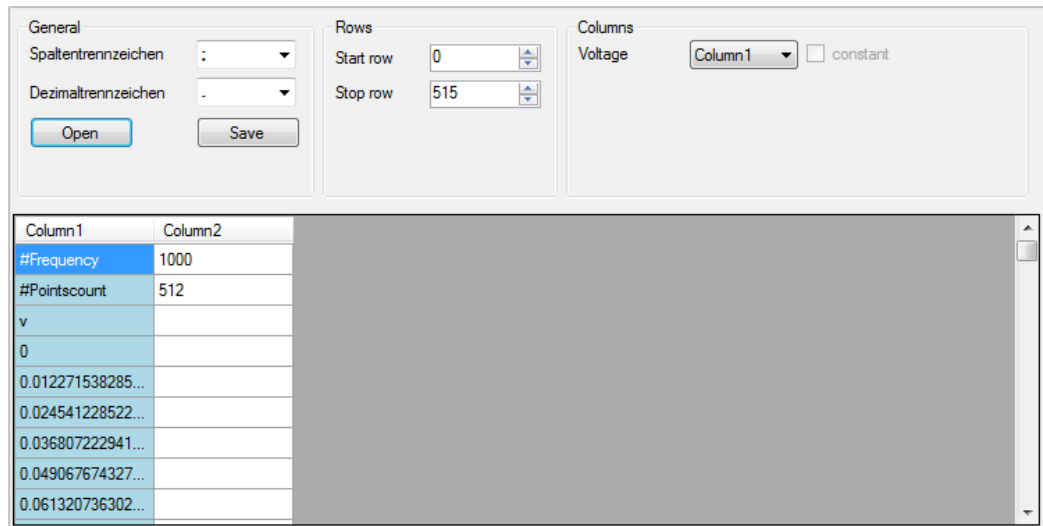 General
Spaltentrennzeichen :
Dezimaltrennzeichen .
Open Save
Rows
Start row 0
Stop row 515
Columns
Voltage Column1 constant
Column1 Column2
#Frequency 1000
#Pointscount 512
v
0
0.012271538285...
0.024541228522...
0.036807222941...
0.049067674327...
0.061320736302...